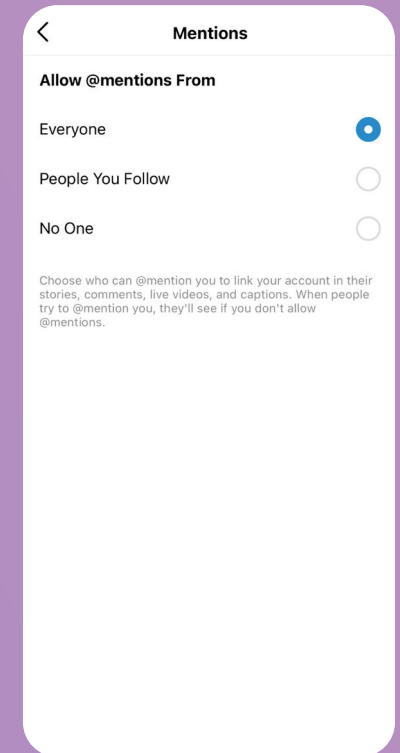 Mentions
Allow @mentions From
Everyone
People You Follow
No One
Choose who can @mention you to link your account in their
stories, comments, live videos, and captions. When people
try to @mention you, they'll see if you don't allow
@mentions.